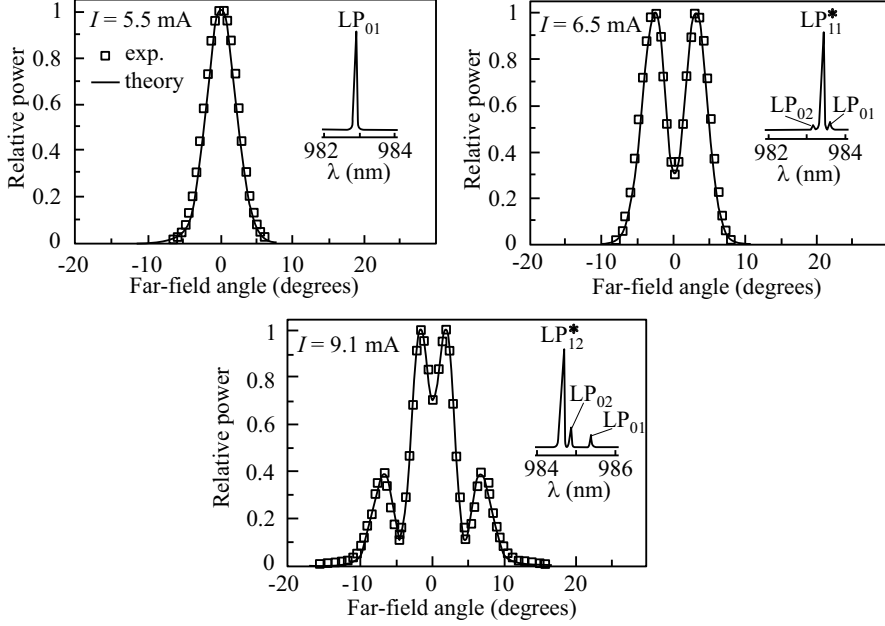 I = 5.5 mA
exp.
theory
LP01
982 984
λ (nm)
Relative power
1
0.8
0.6
0.4
0.2
0
-20 -10 0 10 20
Far-field angle (degrees)
I = 6.5 mA
LP11*
LP02 LP01
982 984
λ (nm)
Relative power
1
0.8
0.6
0.4
0.2
0
-20 -10 0 10 20
Far-field angle (degrees)
I = 9.1 mA
LP12*
LP02
LP01
984 986
λ (nm)
Relative power
1
0.8
0.6
0.4
0.2
0
-20 -10 0 10 20
Far-field angle (degrees)